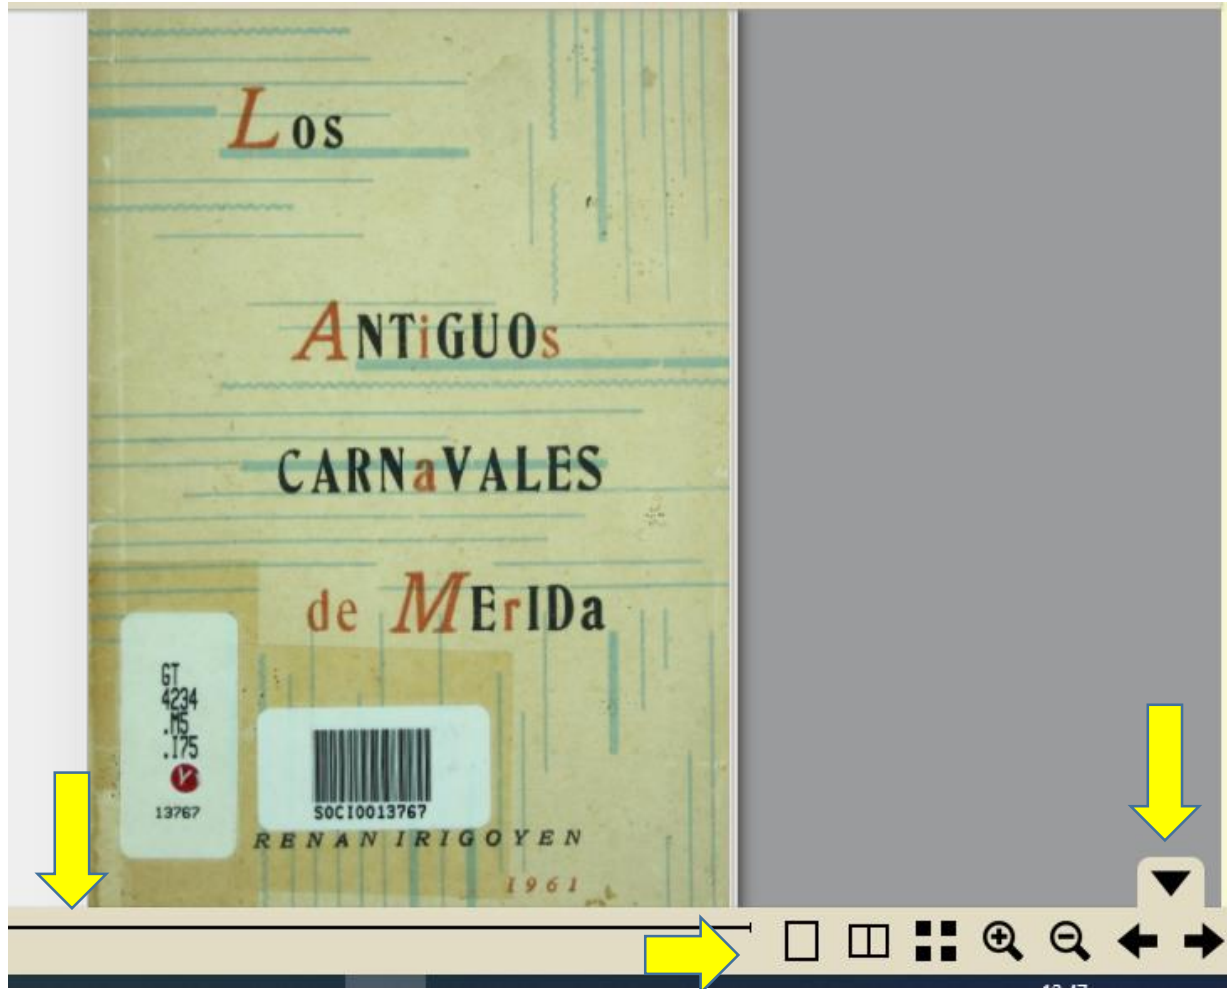 Los
ANTiGUOs
CARNaVALES
de MErIDa
GT
4234
.M5
.I75
Y
13767
SOCI0013767
RENAN IRIGOYEN
1961